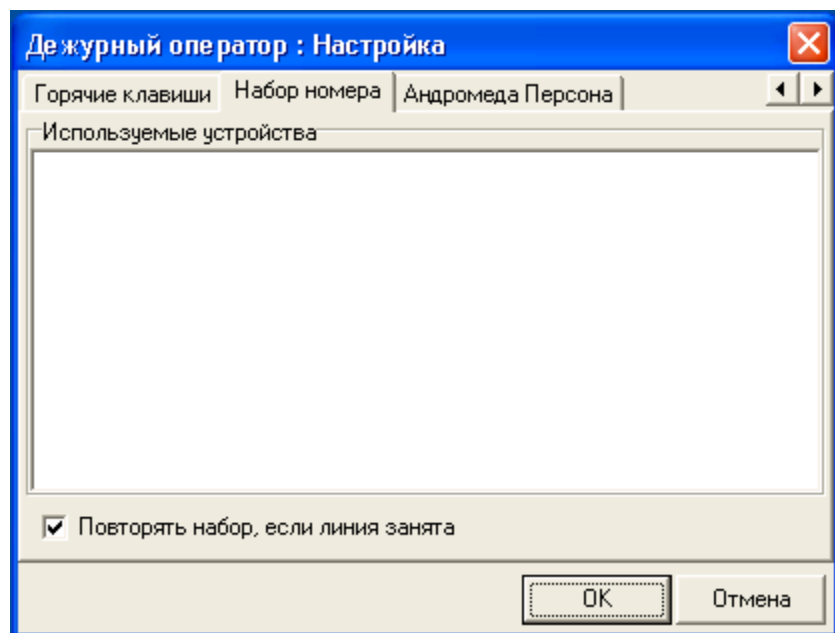 Дежурный оператор : Настройка
Горячие клавиши Набор номера Андромеда Персона
Используемые устройства
Повторять набор, если линия занята
OK Отмена